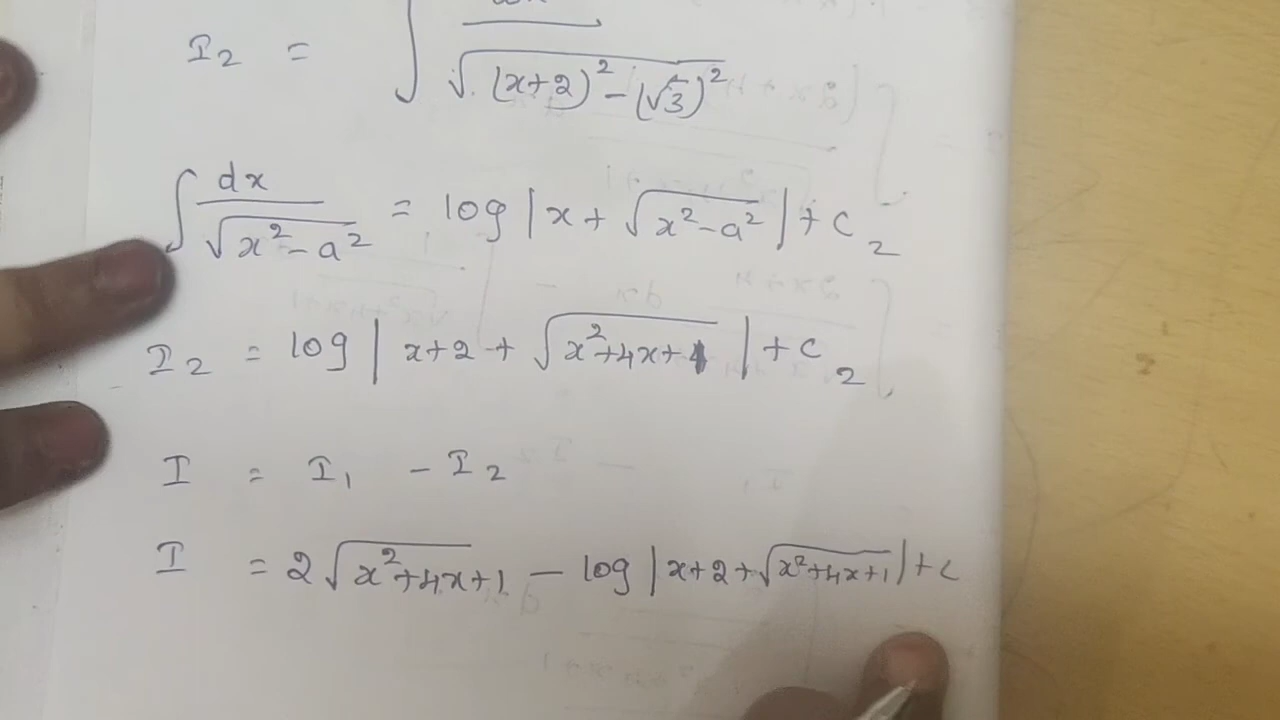 I₂ = ∫ dx / √((x+2)² − (√3)²)
∫ dx / √(x² − a²) = log | x + √(x² − a²) | + c₂
I₂ = log | x+2 + √(x²+4x+1) | + c₂
I = I₁ − I₂
I = 2√(x²+4x+1) − log | x+2+√(x²+4x+1) | + c